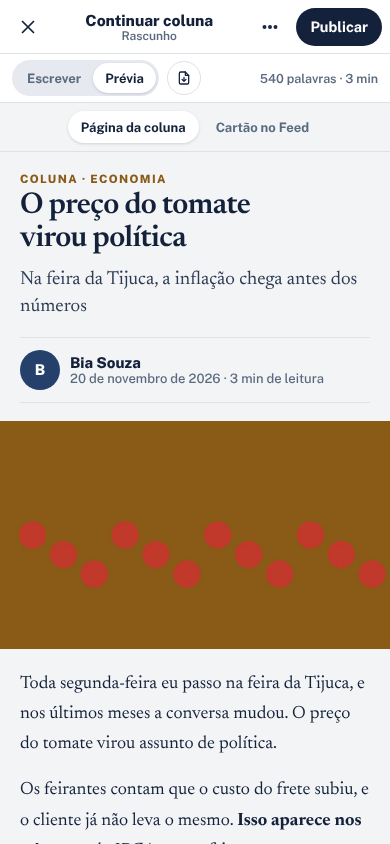 Continuar coluna
Rascunho
Publicar
Escrever
Prévia
540 palavras · 3 min
Página da coluna
Cartão no Feed
COLUNA · ECONOMIA
O preço do tomate
virou política
Na feira da Tijuca, a inflação chega antes dos
números
B
Bia Souza
20 de novembro de 2026 · 3 min de leitura
Toda segunda-feira eu passo na feira da Tijuca, e
nos últimos meses a conversa mudou. O preço
do tomate virou assunto de política.
Os feirantes contam que o custo do frete subiu, e
o cliente já não leva o mesmo. Isso aparece nos